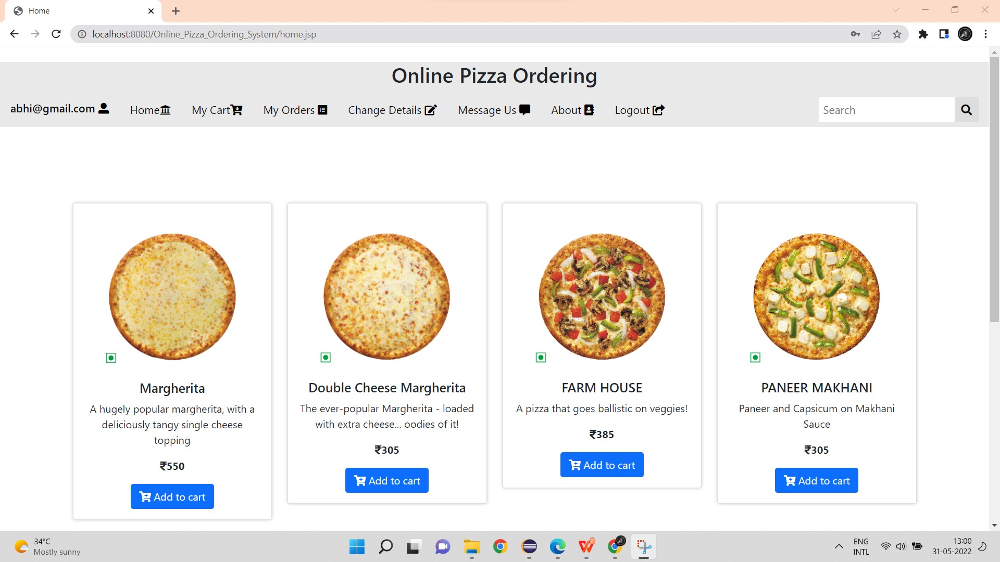 Home
localhost:8080/Online_Pizza_Ordering_System/home.jsp
Online Pizza Ordering
abhi@gmail.com Home My Cart My Orders Change Details Message Us About Logout Search
Margherita
A hugely popular margherita, with a
deliciously tangy single cheese
topping
₹550
Add to cart
Double Cheese Margherita
The ever-popular Margherita - loaded
with extra cheese... oodies of it!
₹305
Add to cart
FARM HOUSE
A pizza that goes ballistic on veggies!
₹385
Add to cart
PANEER MAKHANI
Paneer and Capsicum on Makhani
Sauce
₹305
Add to cart
34°C
Mostly sunny
ENG
INTL
13:00
31-05-2022